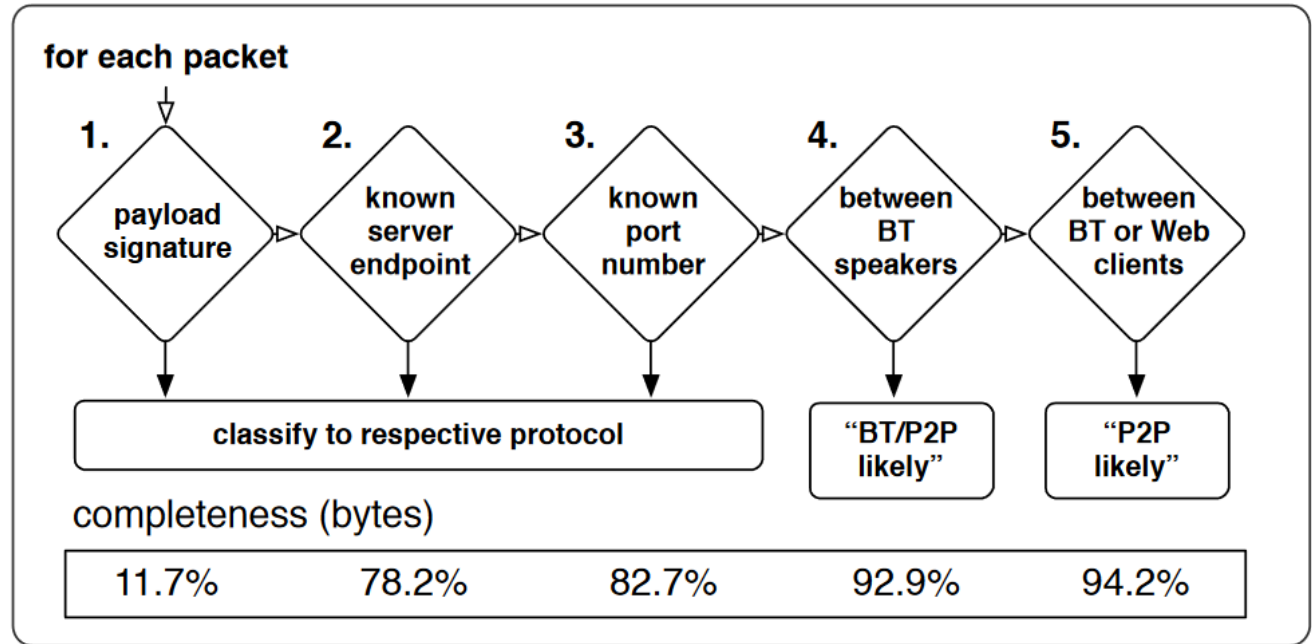 for each packet
1.
payload
signature
2.
known
server
endpoint
3.
known
port
number
4.
between
BT
speakers
5.
between
BT or Web
clients
classify to respective protocol
“BT/P2P
likely”
“P2P
likely”
completeness (bytes)
11.7% 78.2% 82.7% 92.9% 94.2%